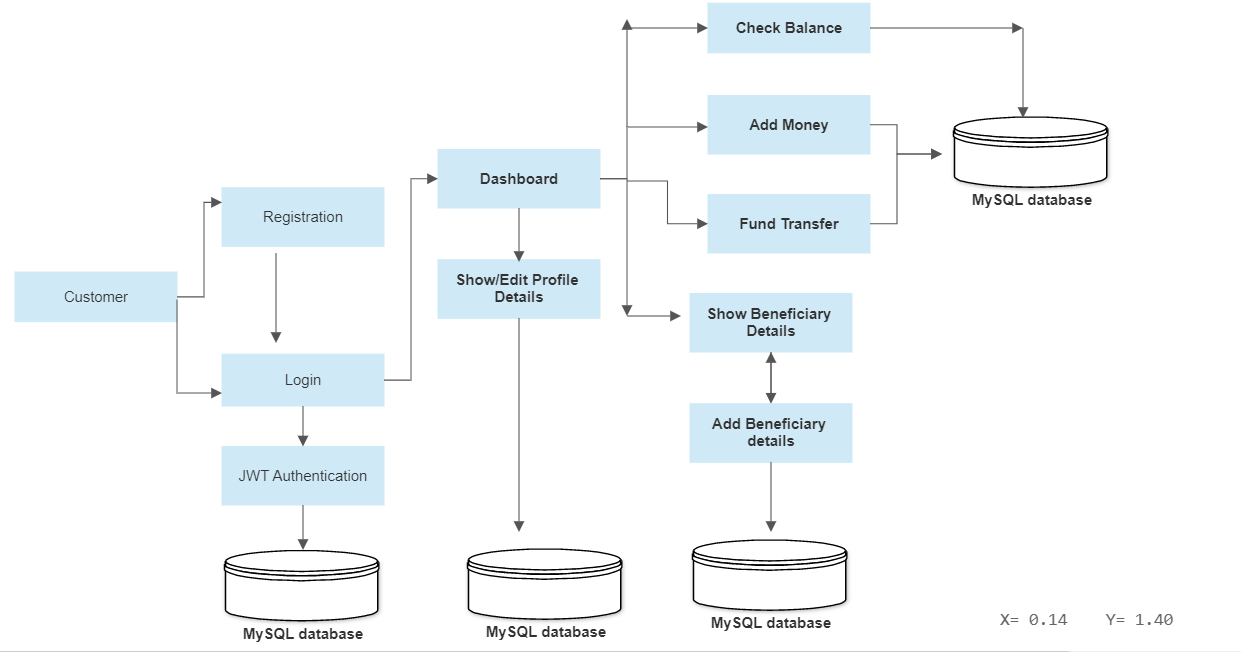 Check Balance
Add Money
MySQL database
Dashboard
Fund Transfer
Registration
Show/Edit Profile
Details
Customer
Show Beneficiary
Details
Login
Add Beneficiary
details
JWT Authentication
MySQL database
MySQL database
MySQL database
X= 0.14 Y= 1.40